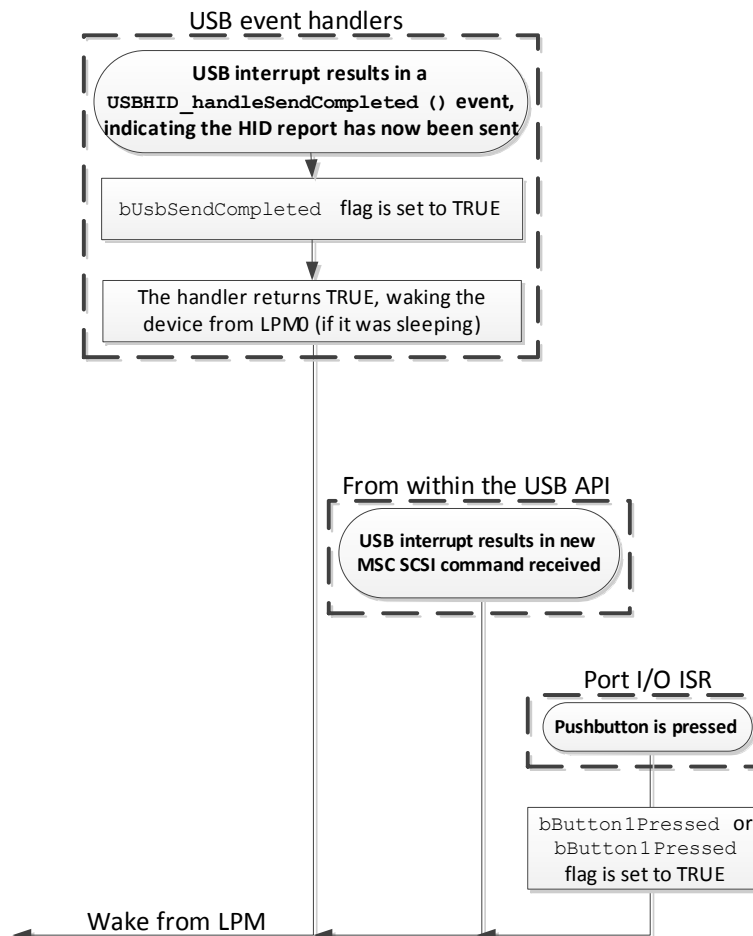 USB event handlers
USB interrupt results in a
USBHID_handleSendCompleted () event,
indicating the HID report has now been sent
bUsbSendCompleted flag is set to TRUE
The handler returns TRUE, waking the
device from LPM0 (if it was sleeping)
From within the USB API
USB interrupt results in new
MSC SCSI command received
Port I/O ISR
Pushbutton is pressed
bButton1Pressed or
bButton1Pressed
flag is set to TRUE
Wake from LPM